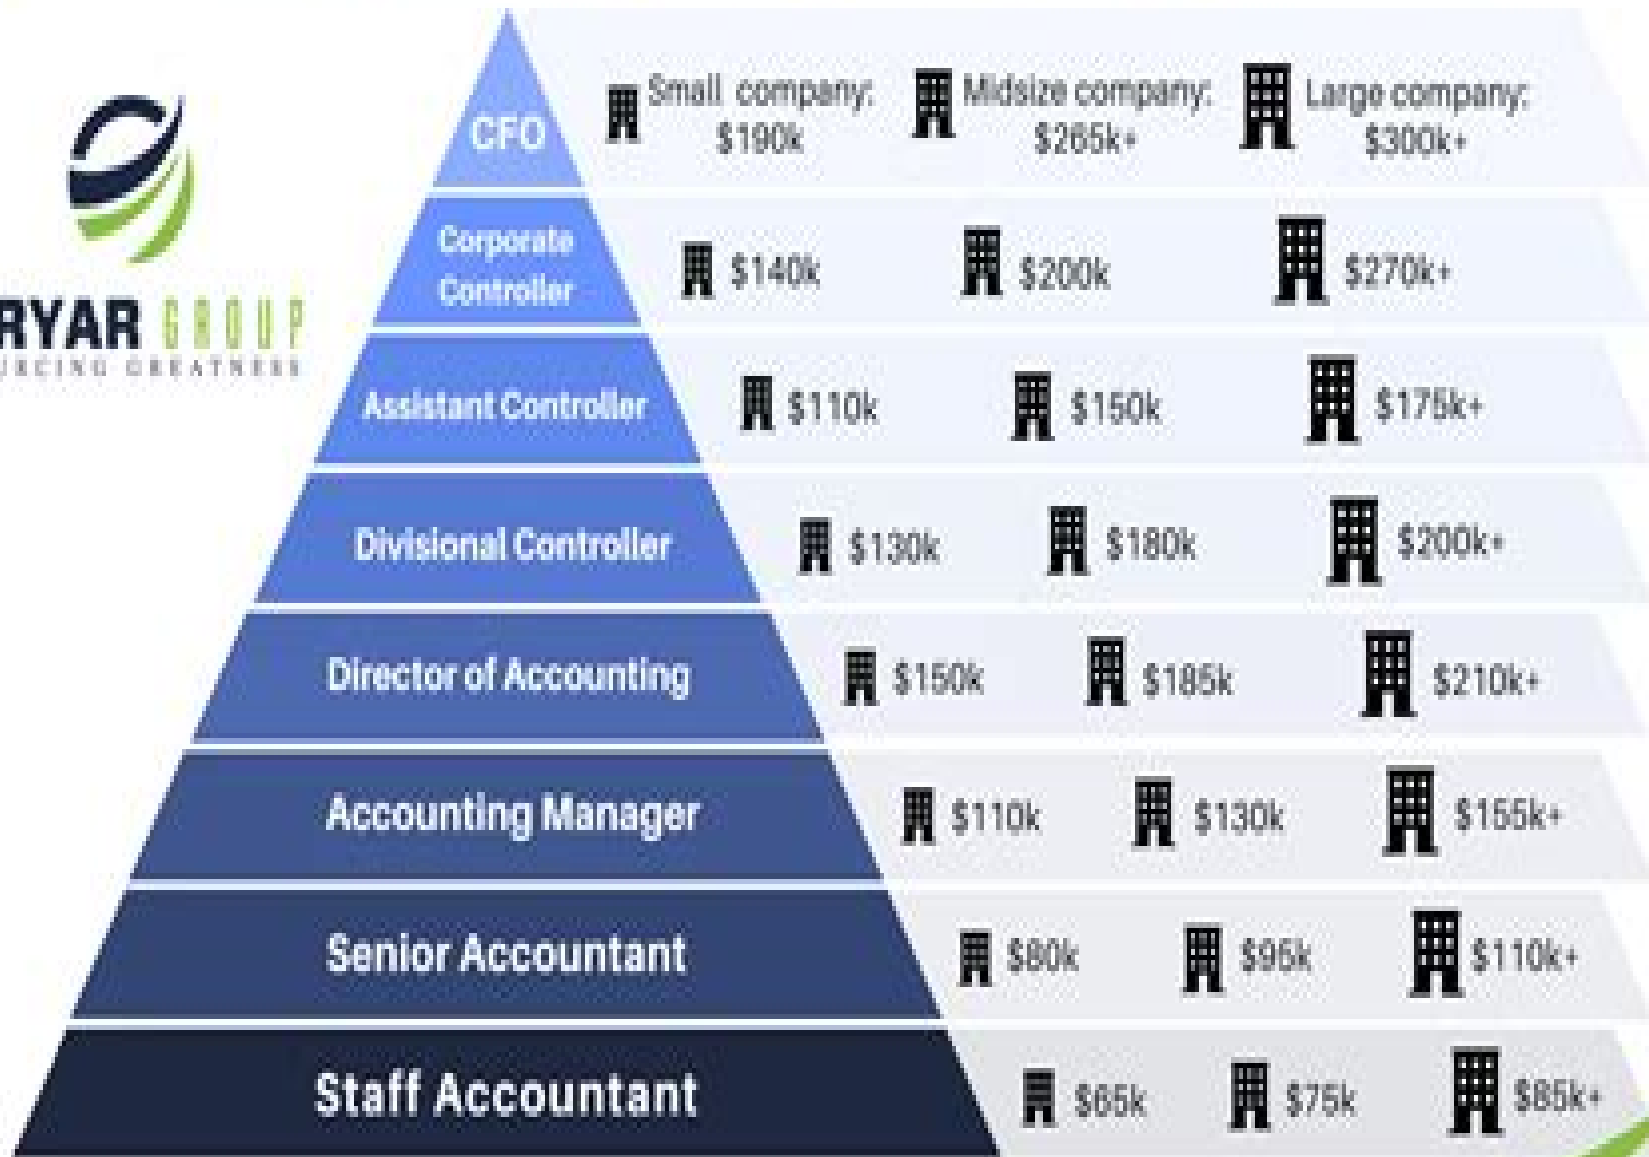 CFO
Small company: Midsize company: Large company:
$190k $265k+ $300k+
Corporate
Controller
$140k $200k $270k+
RYAR GROUP
URCING GREATNESS
Assistant Controller $110k $150k $175k+
Divisional Controller $130k $180k $200k+
Director of Accounting $150k $185k $210k+
Accounting Manager $110k $130k $155k+
Senior Accountant $80k $95k $110k+
Staff Accountant $65k $75k $85k+